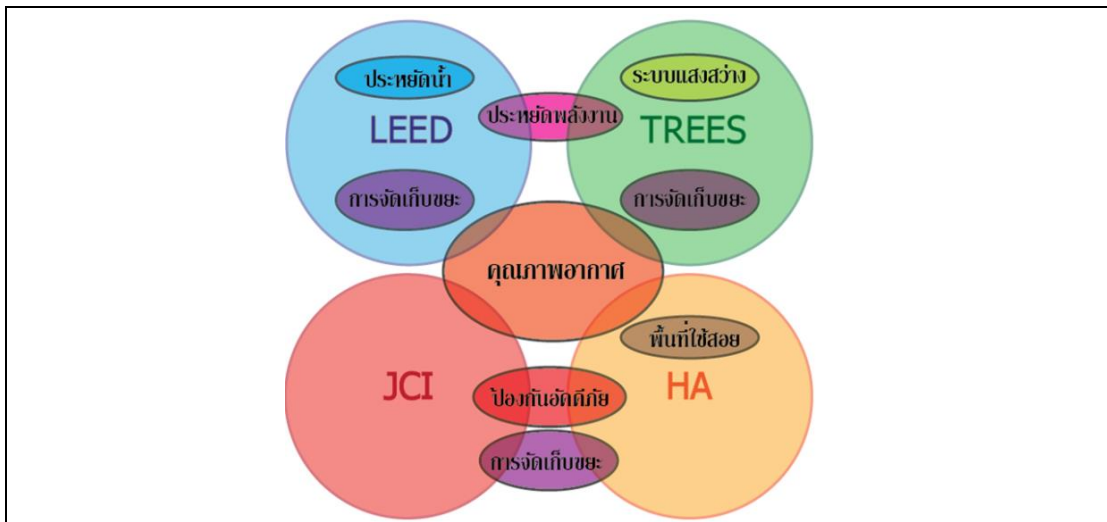 ประหยัดน้ำ
ระบบแสงสว่าง
ประหยัดพลังงาน
LEED
TREES
การจัดเก็บขยะ
การจัดเก็บขยะ
คุณภาพอากาศ
พื้นที่ใช้สอย
JCI
HA
ป้องกันอัคคีภัย
การจัดเก็บขยะ